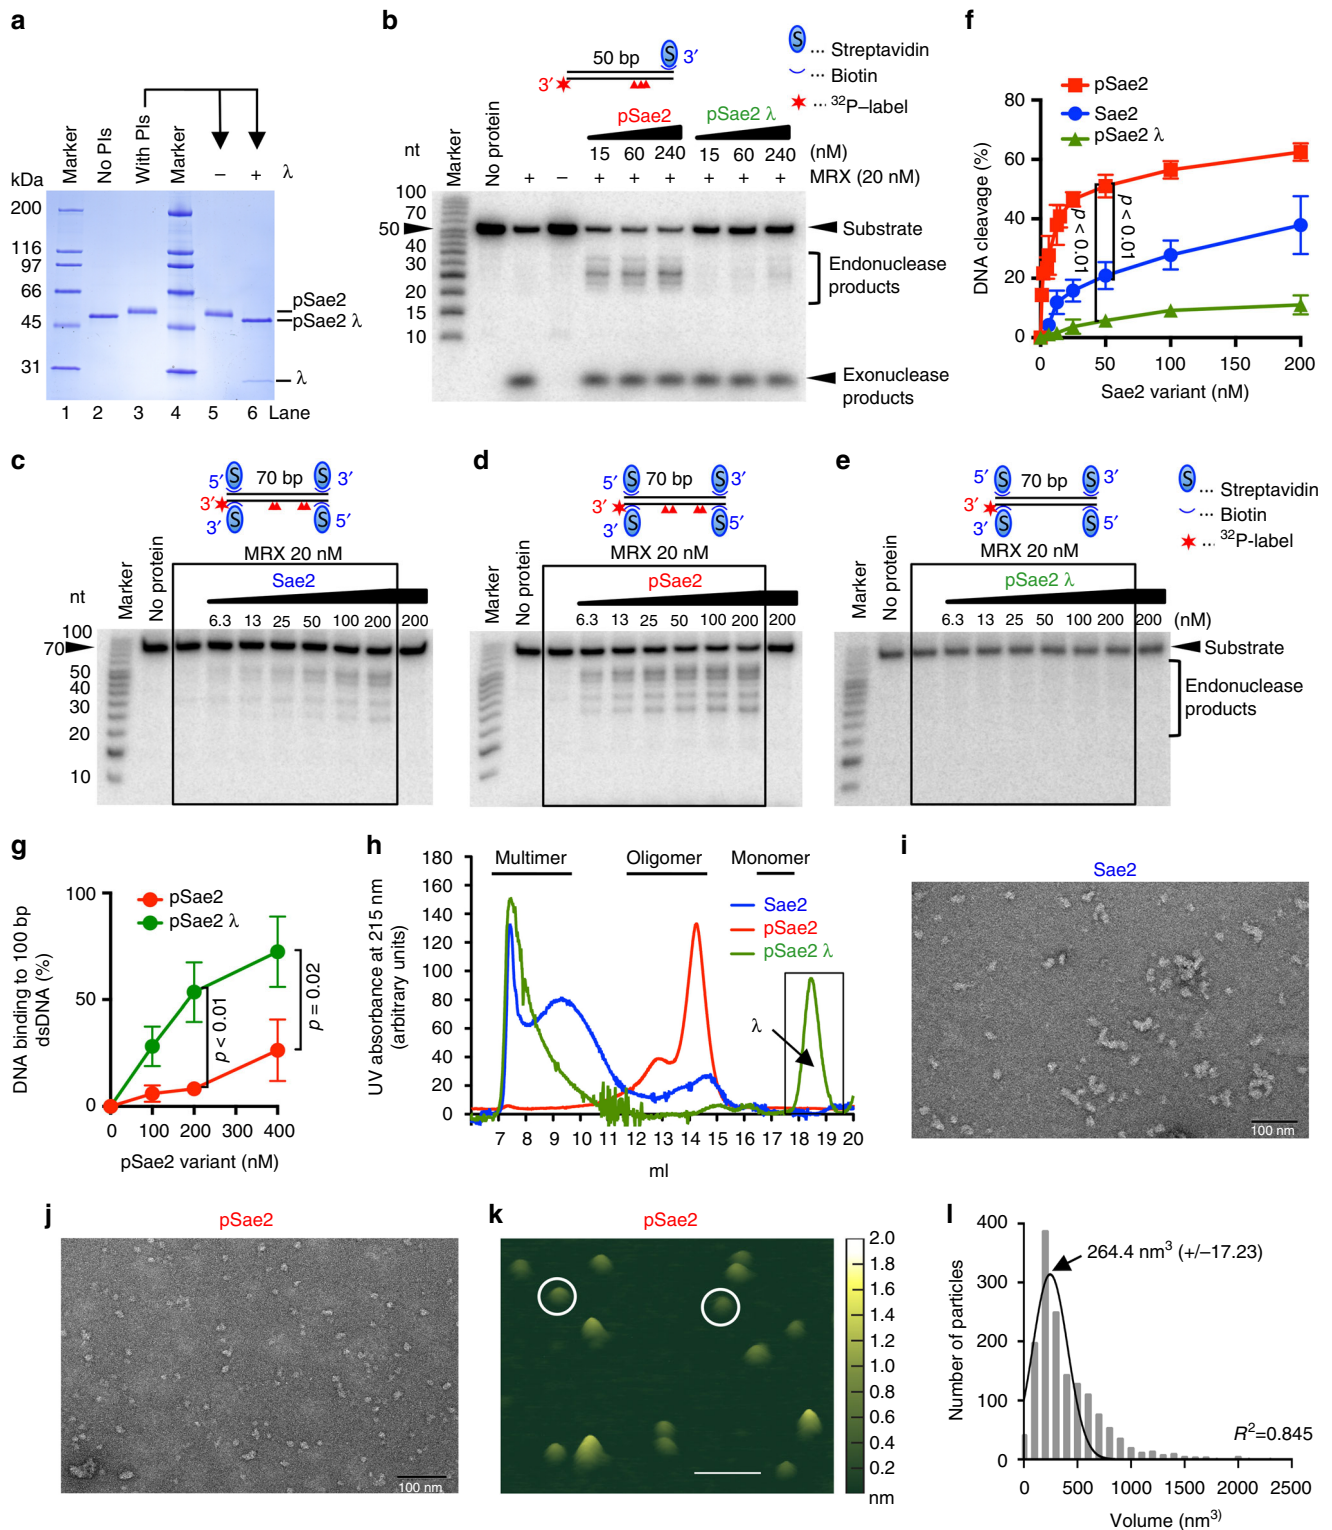 a
kDa
Marker
No PIs
With PIs
Marker
− + λ
200
116
97
66
45
31
pSae2
pSae2 λ
λ
1 2 3 4 5 6 Lane
b
50 bp
S 3′
3′
S ... Streptavidin
... Biotin
... ³²P–label
pSae2 pSae2 λ
nt
Marker
No protein
15 60 240 15 60 240 (nM)
+ − + + + + + + MRX (20 nM)
100
70
50
40
30
20
15
10
Substrate
Endonuclease
products
Exonuclease
products
f
pSae2
Sae2
pSae2 λ
DNA cleavage (%)
80
60
40
20
0
p < 0.01
p < 0.01
0 50 100 150 200
Sae2 variant (nM)
c
5′ S 70 bp S 3′
3′
3′ S S 5′
MRX 20 nM
Sae2
nt
Marker
No protein
6.3 13 25 50 100 200 200
100
70
50
40
30
20
10
d
5′ S 70 bp S 3′
3′
3′ S S 5′
MRX 20 nM
pSae2
Marker
No protein
6.3 13 25 50 100 200 200
e
5′ S 70 bp S 3′
3′
3′ S S 5′
S ... Streptavidin
... Biotin
... ³²P-label
MRX 20 nM
pSae2 λ
Marker
No protein
6.3 13 25 50 100 200 200 (nM)
Substrate
Endonuclease
products
g
DNA binding to 100 bp
dsDNA (%)
100
50
0
pSae2
pSae2 λ
p < 0.01
p = 0.02
0 100 200 300 400
pSae2 variant (nM)
h
UV absorbance at 215 nm
(arbitrary units)
180
160
140
120
100
80
60
40
20
0
Multimer Oligomer Monomer
Sae2
pSae2
pSae2 λ
λ
7 8 9 10 11 12 13 14 15 16 17 18 19 20
ml
i
Sae2
100 nm
j
pSae2
100 nm
k
pSae2
2.0
1.8
1.6
1.4
1.2
1.0
0.8
0.6
0.4
0.2
nm
l
Number of particles
400
300
200
100
0
264.4 nm³ (+/−17.23)
R²=0.845
0 500 1000 1500 2000 2500
Volume (nm³)